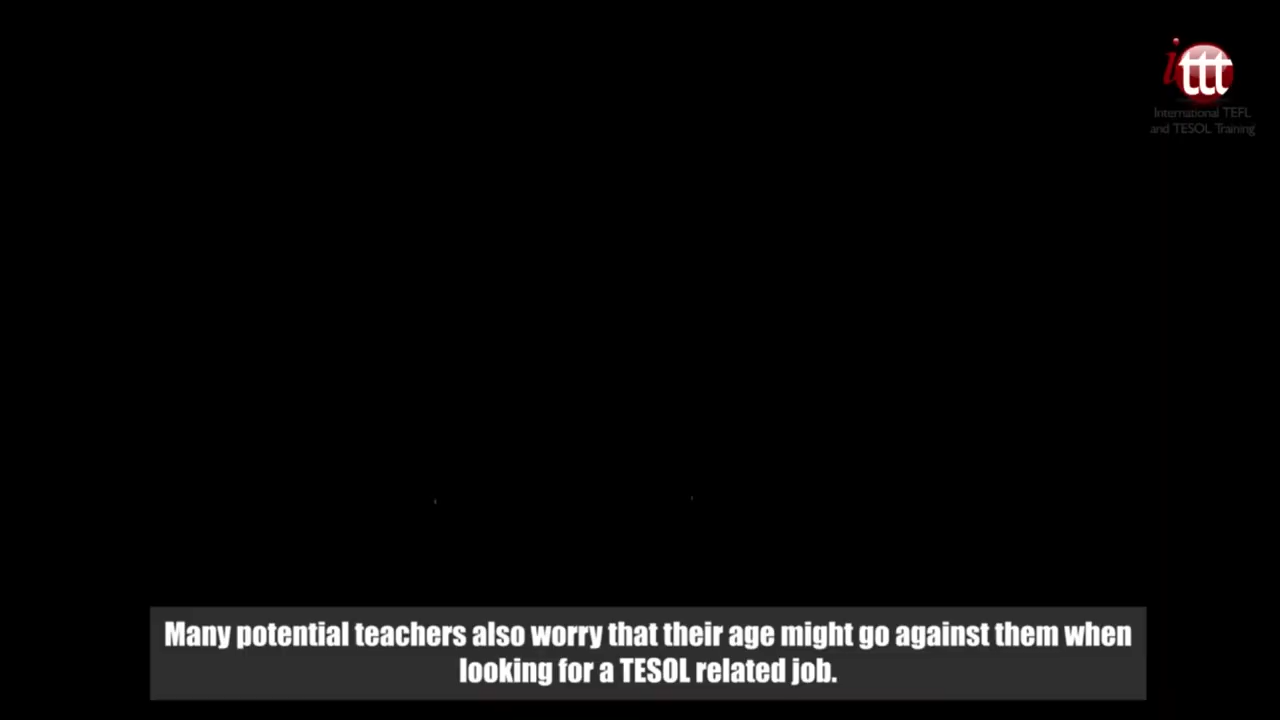 ittt
International TEFL
and TESOL Training
Many potential teachers also worry that their age might go against them when
looking for a TESOL related job.